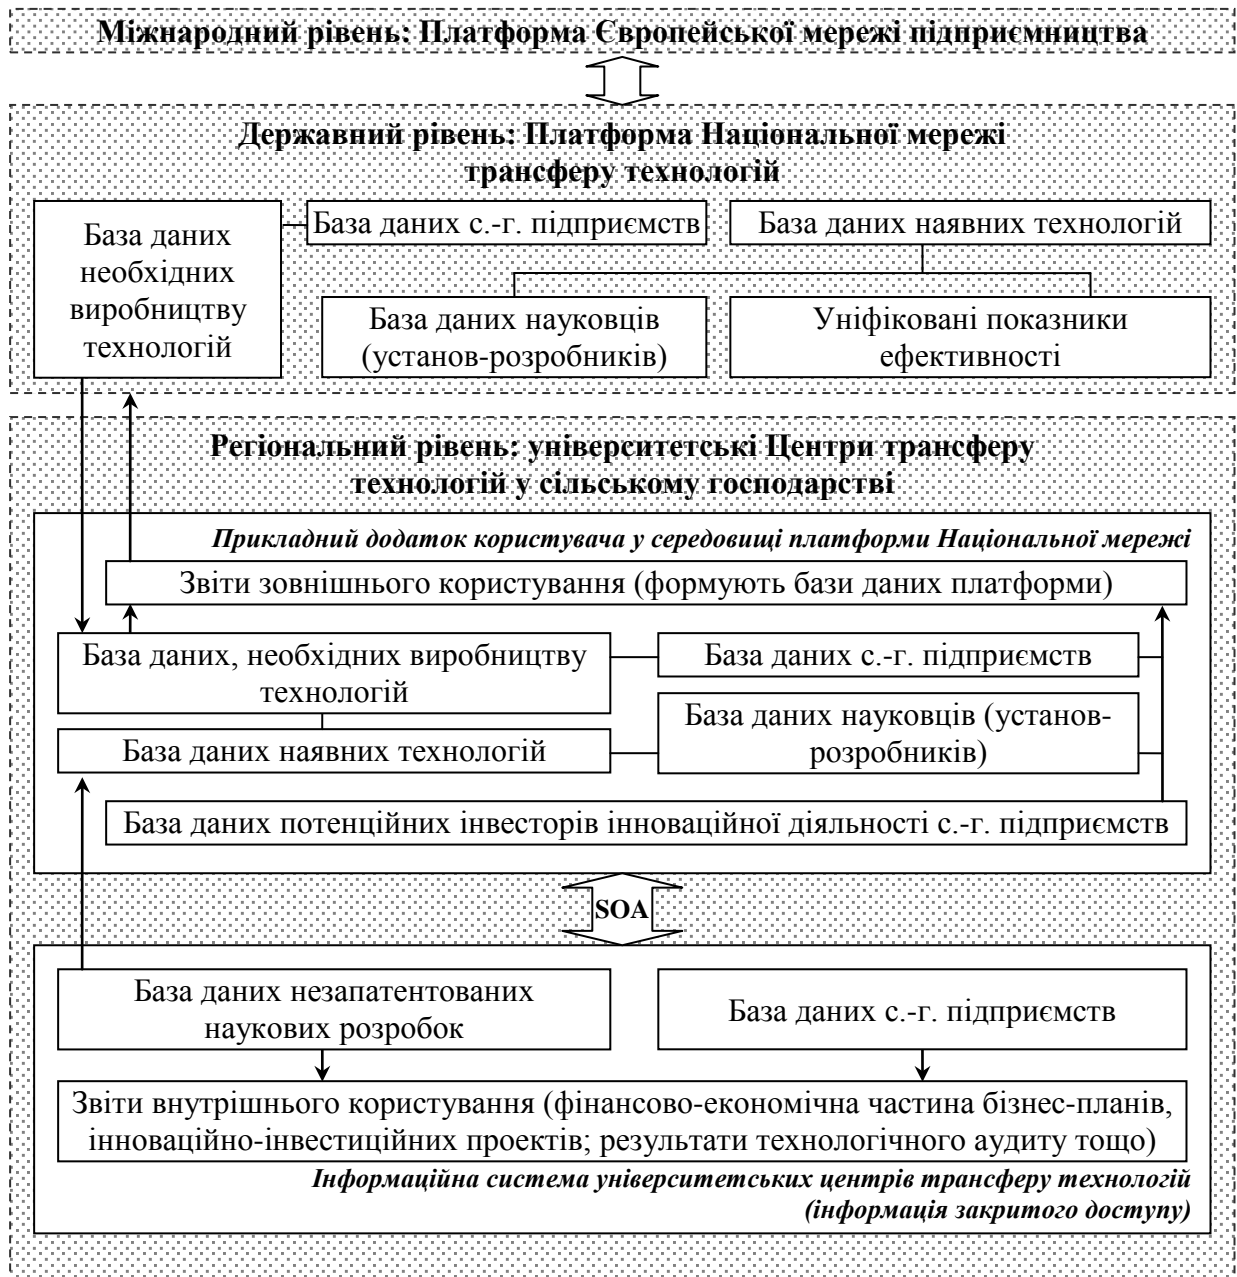 Міжнародний рівень: Платформа Європейської мережі підприємництва
Державний рівень: Платформа Національної мережі
трансферу технологій
База даних
необхідних
виробництву
технологій
База даних с.-г. підприємств
База даних наявних технологій
База даних науковців
(установ-розробників)
Уніфіковані показники
ефективності
Регіональний рівень: університетські Центри трансферу
технологій у сільському господарстві
Прикладний додаток користувача у середовищі платформи Національної мережі
Звіти зовнішнього користування (формують бази даних платформи)
База даних, необхідних виробництву
технологій
База даних с.-г. підприємств
База даних науковців (установ-
розробників)
База даних наявних технологій
База даних потенційних інвесторів інноваційної діяльності с.-г. підприємств
SOA
База даних незапатентованих
наукових розробок
База даних с.-г. підприємств
Звіти внутрішнього користування (фінансово-економічна частина бізнес-планів,
інноваційно-інвестиційних проектів; результати технологічного аудиту тощо)
Інформаційна система університетських центрів трансферу технологій
(інформація закритого доступу)